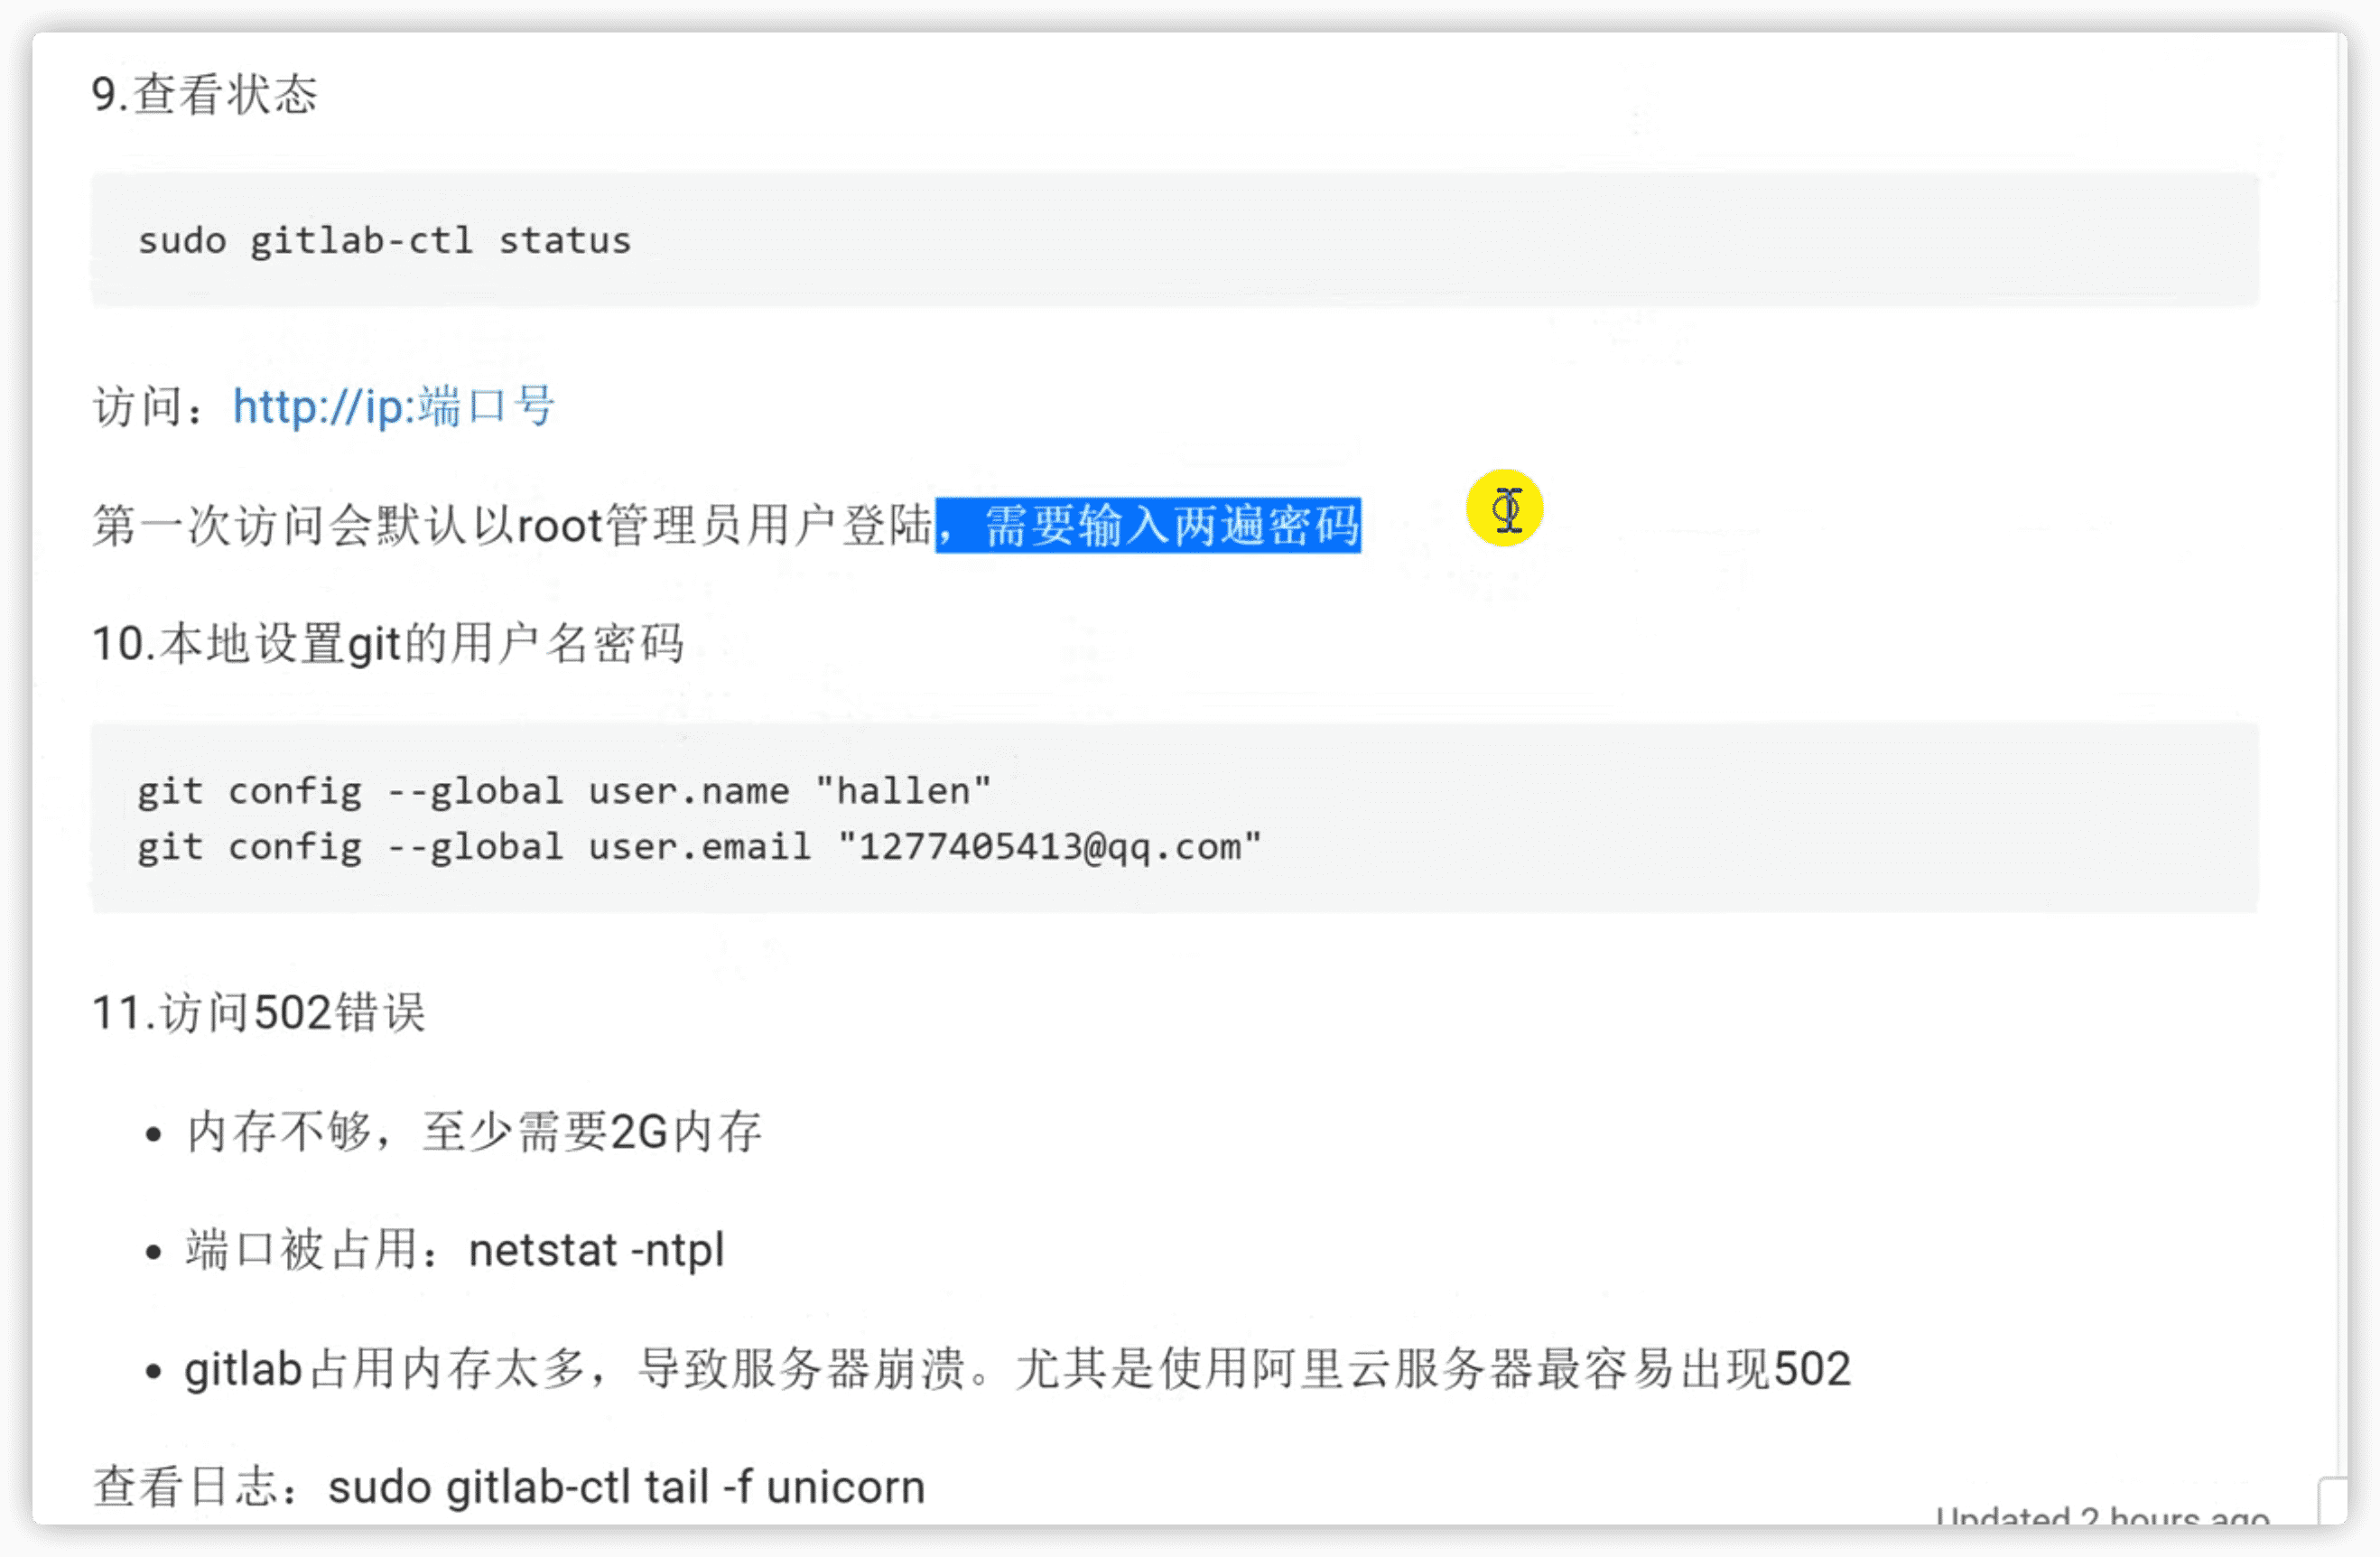 9.查看状态
sudo gitlab-ctl status
访问：http://ip:端口号
第一次访问会默认以root管理员用户登陆，需要输入两遍密码
10.本地设置git的用户名密码
git config --global user.name "hallen"
git config --global user.email "1277405413@qq.com"
11.访问502错误
• 内存不够，至少需要2G内存
• 端口被占用：netstat -ntpl
• gitlab占用内存太多，导致服务器崩溃。尤其是使用阿里云服务器最容易出现502
查看日志：sudo gitlab-ctl tail -f unicorn
Updated 2 hours ago